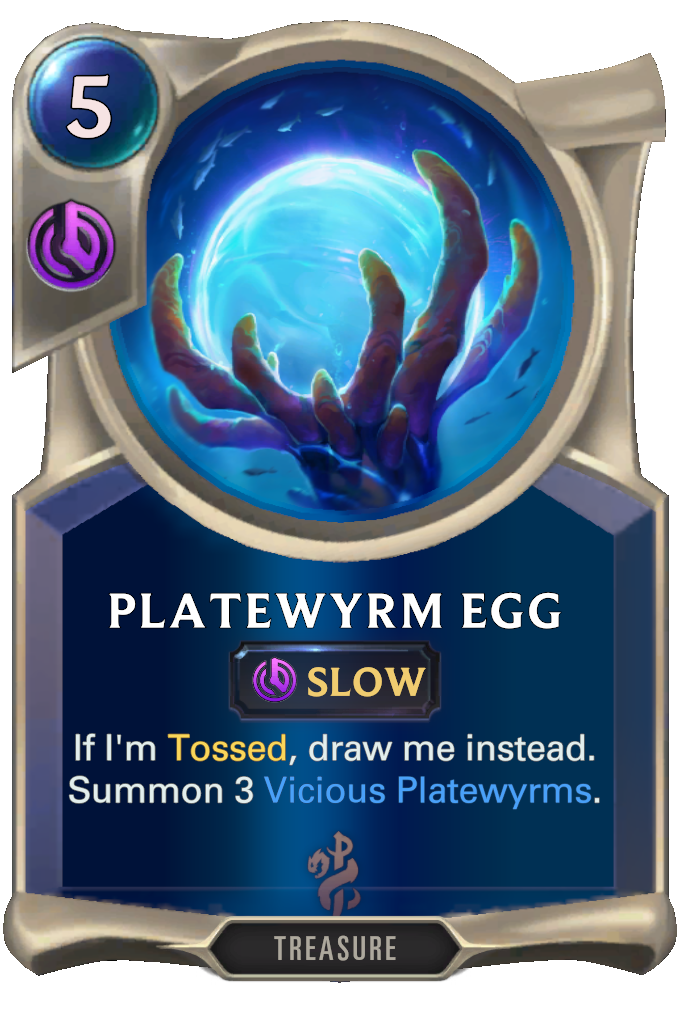 5
PLATEWYRM EGG
SLOW
If I'm Tossed, draw me instead.
Summon 3 Vicious Platewyrms.
TREASURE